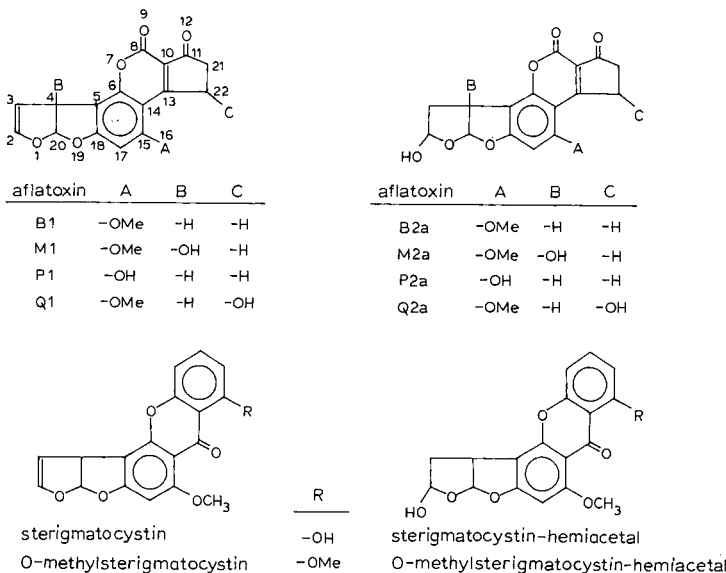 9
O
12
O
8
7
O
10
11
21
B
22
3
4
5
6
13
C
14
2
16
O
20
O
18
15
A
1
19
17
aflatoxin A B C
B1 -OMe -H -H
M1 -OMe -OH -H
P1 -OH -H -H
Q1 -OMe -H -OH
O
O
O
B
C
HO
O
O
A
aflatoxin A B C
B2a -OMe -H -H
M2a -OMe -OH -H
P2a -OH -H -H
Q2a -OMe -H -OH
R
O
O
O
O
OCH3
R
O
O
HO
O
O
OCH3
R
sterigmatocystin -OH sterigmatocystin-hemiacetal
O-methylsterigmatocystin -OMe O-methylsterigmatocystin-hemiacetal